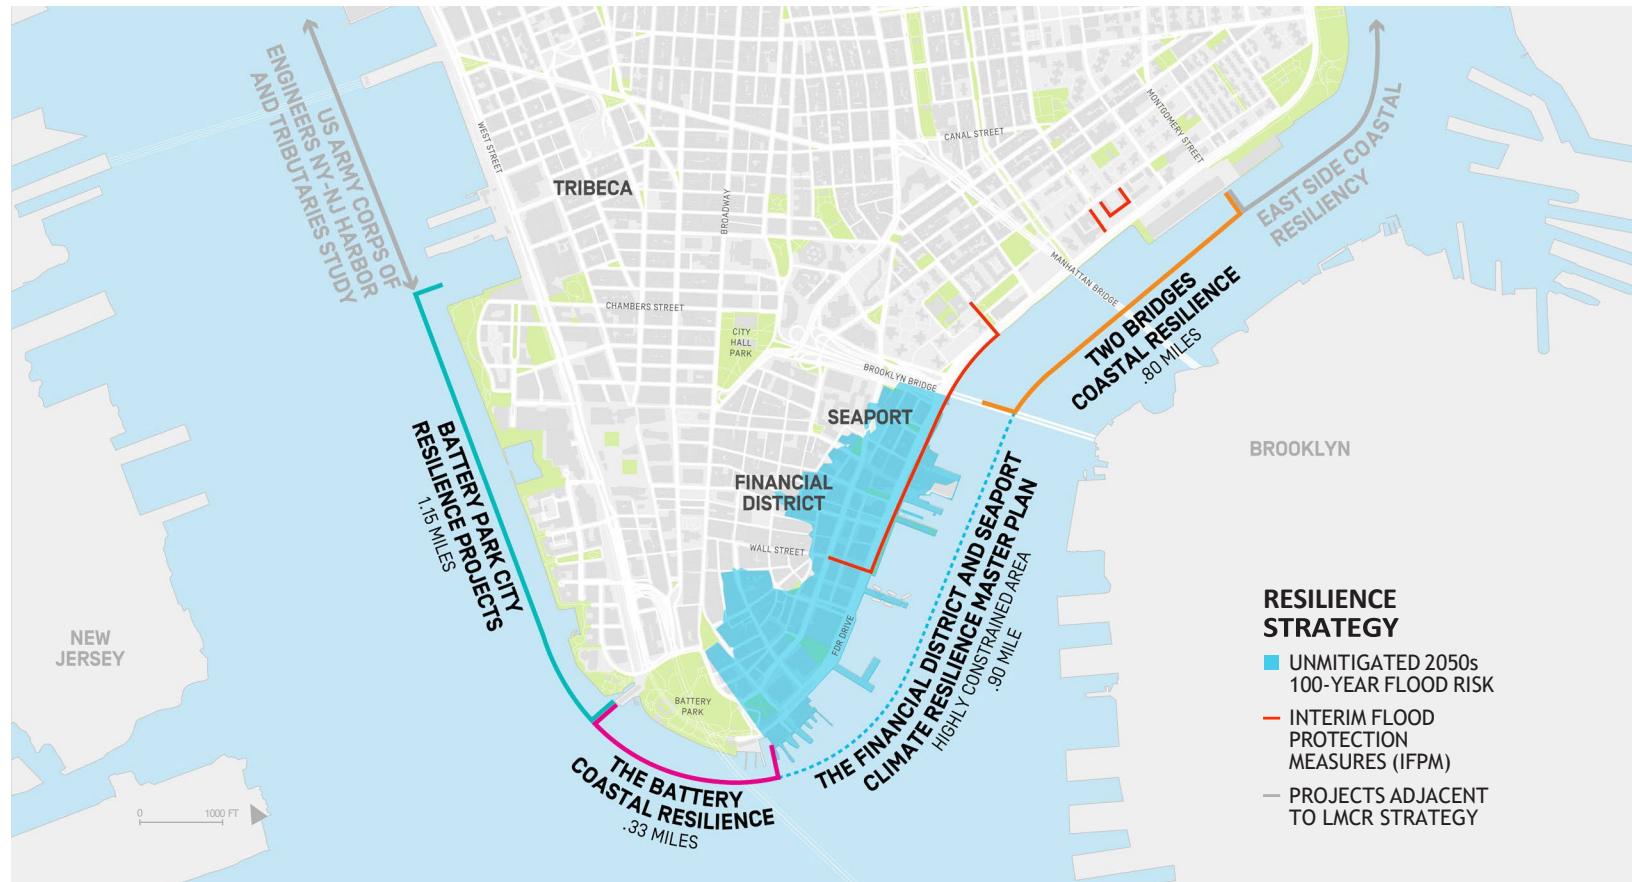 US ARMY CORPS OF
ENGINEERS NY-NJ HARBOR
AND TRIBUTARIES STUDY
WEST STREET
TRIBECA
BROADWAY
CANAL STREET
MONTGOMERY STREET
EAST SIDE COASTAL
RESILIENCY
MANHATTAN BRIDGE
CHAMBERS STREET
CITY
HALL
PARK
BROOKLYN BRIDGE
TWO BRIDGES
COASTAL RESILIENCE
.80 MILES
SEAPORT
BROOKLYN
FINANCIAL
DISTRICT
WALL STREET
BATTERY PARK CITY
RESILIENCE PROJECTS
1.15 MILES
FDR DRIVE
THE FINANCIAL DISTRICT AND SEAPORT
CLIMATE RESILIENCE MASTER PLAN
HIGHLY CONSTRAINED AREA
.90 MILE
NEW
JERSEY
BATTERY
PARK
THE BATTERY
COASTAL RESILIENCE
.33 MILES
0 1000 FT
RESILIENCE
STRATEGY
UNMITIGATED 2050s
100-YEAR FLOOD RISK
INTERIM FLOOD
PROTECTION
MEASURES (IFPM)
PROJECTS ADJACENT
TO LMCR STRATEGY